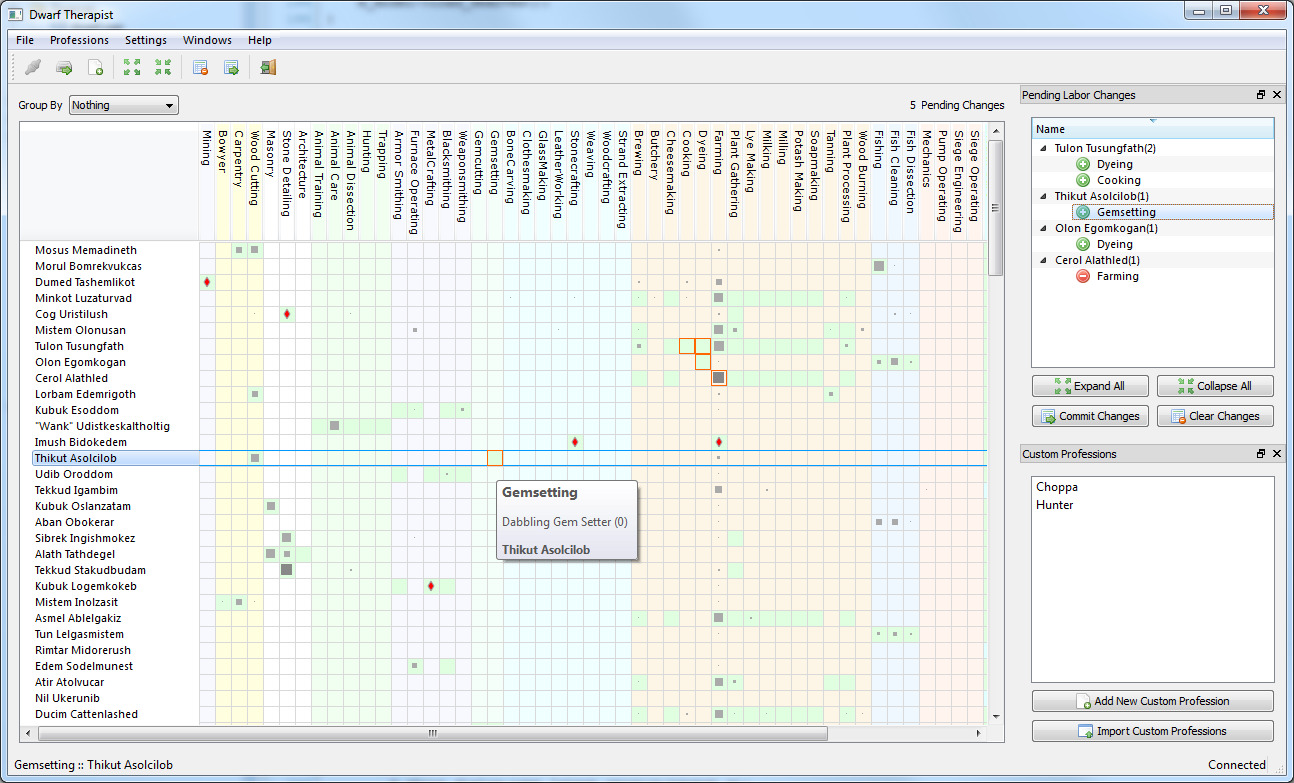 Dwarf Therapist
File Professions Settings Windows Help
Group By Nothing 5 Pending Changes
Mining
Bowyer
Carpentry
Wood Cutting
Masonry
Stone Detailing
Architecture
Animal Training
Animal Care
Animal Dissection
Hunting
Trapping
Armor Smithing
Furnace Operating
MetalCrafting
Blacksmithing
Weaponsmithing
Gemcutting
Gemsetting
BoneCarving
Clothesmaking
GlassMaking
LeatherWorking
Stonecrafting
Weaving
Woodcrafting
Strand Extracting
Brewing
Butchery
Cheesemaking
Cooking
Dyeing
Farming
Plant Gathering
Lye Making
Milking
Milling
Potash Making
Soapmaking
Tanning
Plant Processing
Wood Burning
Fishing
Fish Cleaning
Fish Dissection
Mechanics
Pump Operating
Siege Engineering
Siege Operating
Mosus Memadineth
Morul Bomrekvukcas
Dumed Tashemlikot
Minkot Luzaturvad
Cog Uristilush
Mistem Olonusan
Tulon Tusungfath
Olon Egomkogan
Cerol Alathled
Lorbam Edemrigoth
Kubuk Esoddom
"Wank" Udistkeskaltholtig
Imush Bidokedem
Thikut Asolcilob
Udib Oroddom
Tekkud Igambim
Kubuk Oslanzatam
Aban Obokerar
Sibrek Ingishmokez
Alath Tathdegel
Tekkud Stakudbudam
Kubuk Logemkokeb
Mistem Inolzasit
Asmel Ablelgakiz
Tun Lelgasmistem
Rimtar Midorerush
Edem Sodelmunest
Atir Atolvucar
Nil Ukerunib
Ducim Cattenlashed
Gemsetting
Dabbling Gem Setter (0)
Thikut Asolcilob
Pending Labor Changes
Name
Tulon Tusungfath(2)
Dyeing
Cooking
Thikut Asolcilob(1)
Gemsetting
Olon Egomkogan(1)
Dyeing
Cerol Alathled(1)
Farming
Expand All Collapse All
Commit Changes Clear Changes
Custom Professions
Choppa
Hunter
Add New Custom Profession
Import Custom Professions
Gemsetting :: Thikut Asolcilob Connected